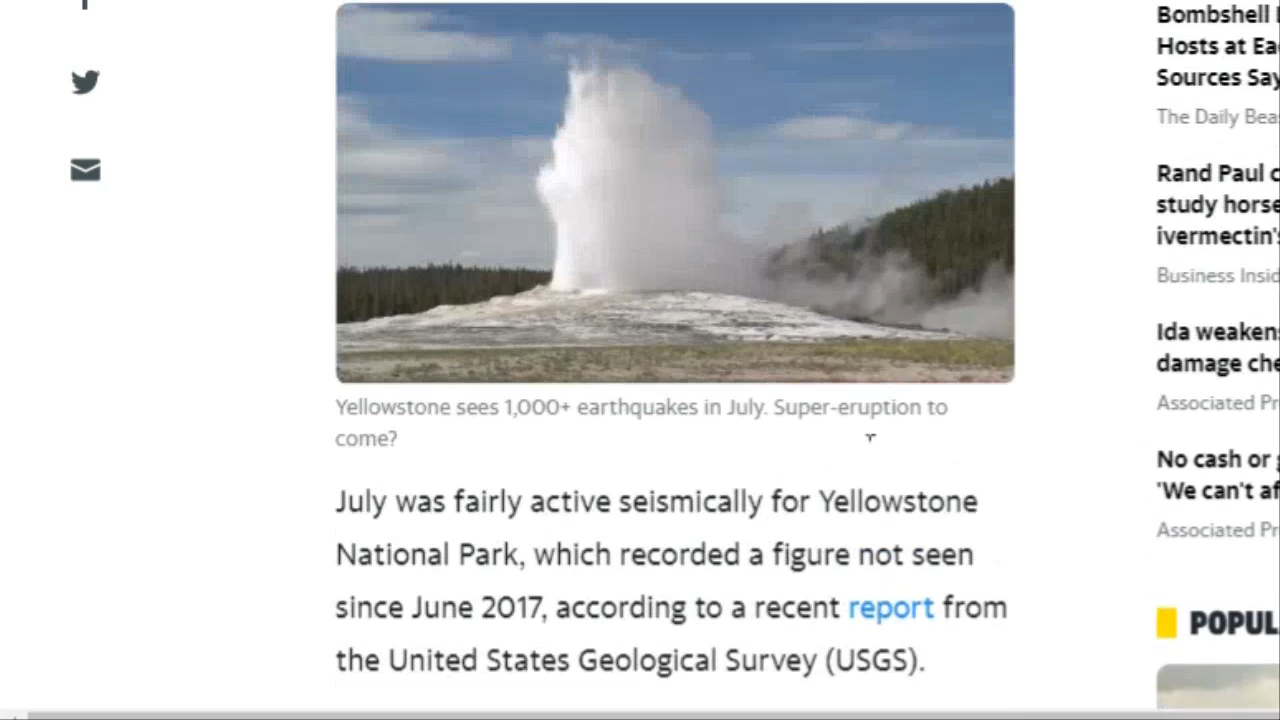 Yellowstone sees 1,000+ earthquakes in July. Super-eruption to
come?
July was fairly active seismically for Yellowstone
National Park, which recorded a figure not seen
since June 2017, according to a recent report from
the United States Geological Survey (USGS).
Bombshell
Hosts at
Sources Say
The Daily
Rand Paul
study
ivermectin's
Business
Ida
damage
Associated
No cash or
'We can't
Associated